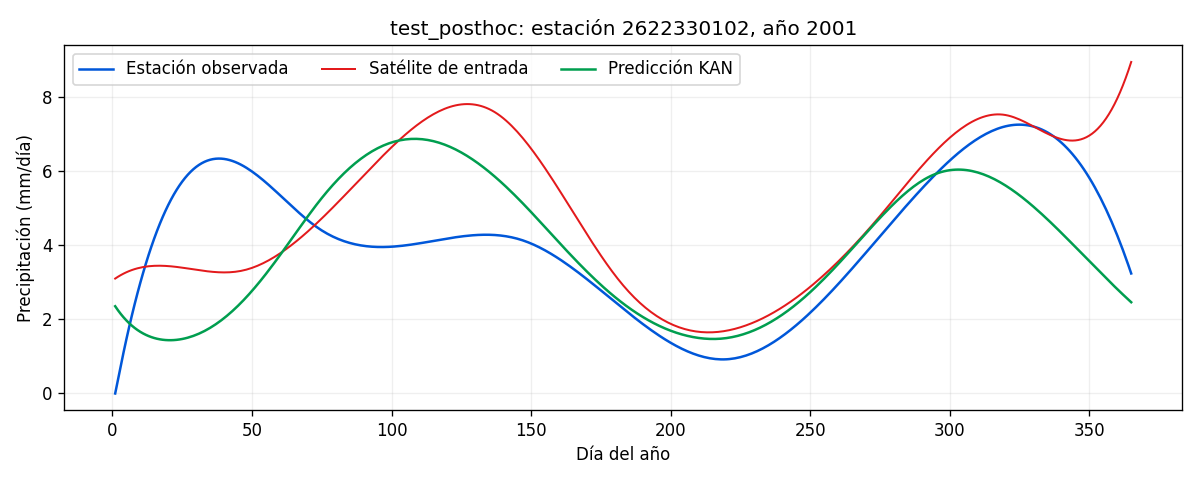 test_posthoc: estación 2622330102, año 2001
Estación observada
Satélite de entrada
Predicción KAN
Precipitación (mm/día)
8
6
4
2
0
0
50
100
150
200
250
300
350
Día del año